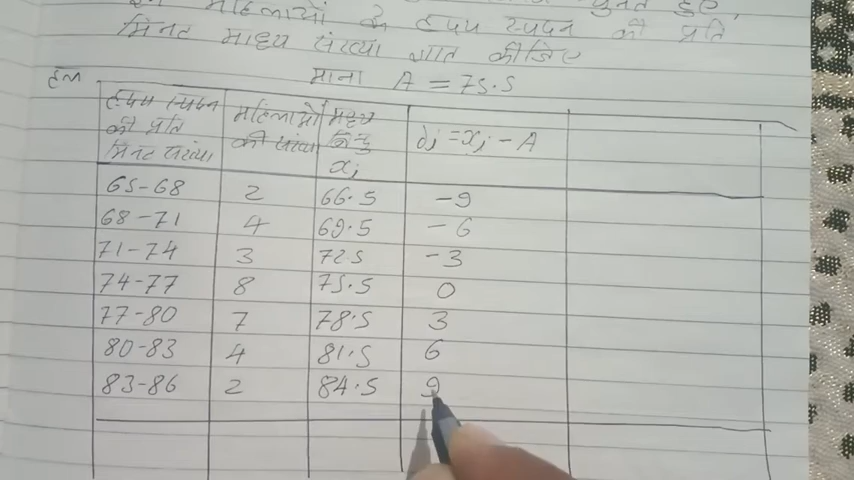 इन महिलाओं के हृदय स्पंदन की प्रति
मिनट माध्य संख्या ज्ञात कीजिए
हल माना A = 75.5
हृदय स्पंदन की प्रति मिनट संख्या महिलाओं की संख्या मध्य बिन्दु xi di = xi - A
65-68 2 66.5 -9
68-71 4 69.5 -6
71-74 3 72.5 -3
74-77 8 75.5 0
77-80 7 78.5 3
80-83 4 81.5 6
83-86 2 84.5 9